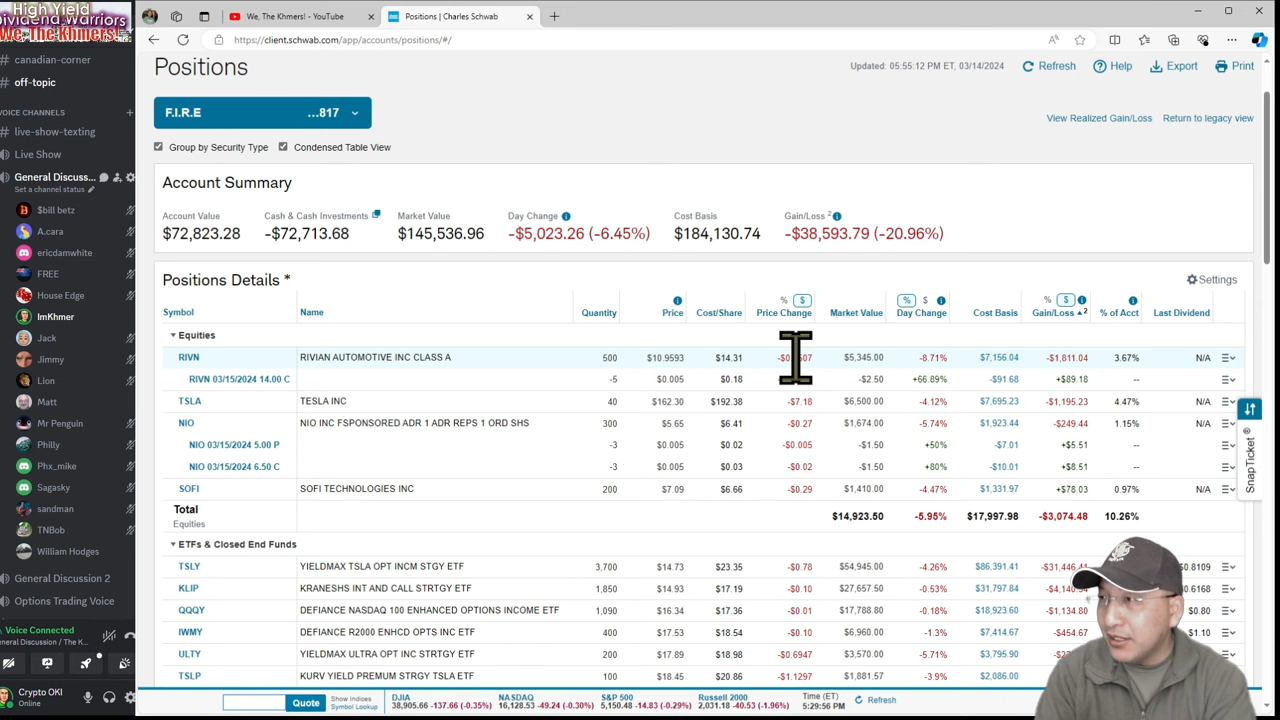 High Yield
Dividend Warriors
We, The Khmers!
# canadian-corner
# off-topic
VOICE CHANNELS
live-show-texting
Live Show
General Discuss...
Set a channel status
$bill betz
A.cara
ericdamwhite
FREE
House Edge
ImKhmer
Jack
Jimmy
Lion
Matt
Mr Penguin
Philly
Phx_mike
Sagasky
sandman
TNBob
William Hodges
General Discussion 2
Options Trading Voice
Voice Connected
General Discussion / The K...
Crypto OKI
Online
We, The Khmers! - YouTube
Positions | Charles Schwab
https://client.schwab.com/app/accounts/positions/#/
Positions
Updated: 05:55:12 PM ET, 03/14/2024
Refresh Help Export Print
F.I.R.E ...817
View Realized Gain/Loss Return to legacy view
Group by Security Type Condensed Table View
Account Summary
Account Value Cash & Cash Investments Market Value Day Change Cost Basis Gain/Loss 2
$72,823.28 -$72,713.68 $145,536.96 -$5,023.26 (-6.45%) $184,130.74 -$38,593.79 (-20.96%)
Positions Details *
Settings
% $ % $ % $
Symbol Name Quantity Price Cost/Share Price Change Market Value Day Change Cost Basis Gain/Loss ▲2 % of Acct Last Dividend
Equities
RIVN RIVIAN AUTOMOTIVE INC CLASS A 500 $10.9593 $14.31 $5,345.00 -8.71% $7,156.04 -$1,811.04 3.67% N/A
RIVN 03/15/2024 14.00 C -5 $0.005 $0.18 -$2.50 +66.89% -$91.68 +$89.18 --
TSLA TESLA INC 40 $162.30 $192.38 -$7.18 $6,500.00 -4.12% $7,695.23 -$1,195.23 4.47% N/A
NIO NIO INC FSPONSORED ADR 1 ADR REPS 1 ORD SHS 300 $5.65 $6.41 -$0.27 $1,674.00 -5.74% $1,923.44 -$249.44 1.15% N/A
NIO 03/15/2024 5.00 P -3 $0.005 $0.02 -$0.005 -$1.50 +50% -$7.01 +$5.51 --
NIO 03/15/2024 6.50 C -3 $0.005 $0.03 -$0.02 -$1.50 +80% -$10.01 +$8.51 --
SOFI SOFI TECHNOLOGIES INC 200 $7.09 $6.66 -$0.29 $1,410.00 -4.47% $1,331.97 +$78.03 0.97% N/A
Total $14,923.50 -5.95% $17,997.98 -$3,074.48 10.26%
Equities
ETFs & Closed End Funds
TSLY YIELDMAX TSLA OPT INCM STGY ETF 3,700 $14.73 $23.35 -$0.78 $54,945.00 -4.26% $86,391.41 0.8109
KLIP KRANESHS INT AND CALL STRTGY ETF 1,850 $14.93 $17.19 -$0.10 $27,657.50 -0.53% $31,797.84 0.6168
QQQY DEFIANCE NASDAQ 100 ENHANCED OPTIONS INCOME ETF 1,090 $16.34 $17.36 -$0.01 $17,788.80 -0.18% $18,923.60 -$1,134.80 $0.80
IWMY DEFIANCE R2000 ENHCD OPTS INC ETF 400 $17.53 $18.54 -$0.10 $6,960.00 -1.3% $7,414.67 -$454.67 $1.10
ULTY YIELDMAX ULTRA OPT INC STGY ETF 200 $17.89 $18.98 -$0.6947 $3,570.00 -5.71% $3,795.90
TSLP KURV YIELD PREMUM STRGY TSLA ETF 100 $18.45 $20.86 -$1.1297 $1,881.57 -3.9% $2,086.00
SnapTicket ®
Quote
Show Indices
Symbol Lookup
DJIA NASDAQ S&P 500 Russell 2000 Time (ET)
38,905.66 -137.66 (-0.35%) 16,128.53 -49.24 (-0.30%) 5,150.48 -14.83 (-0.29%) 2,031.18 -40.53 (-1.96%) 5:29:56 PM Refresh